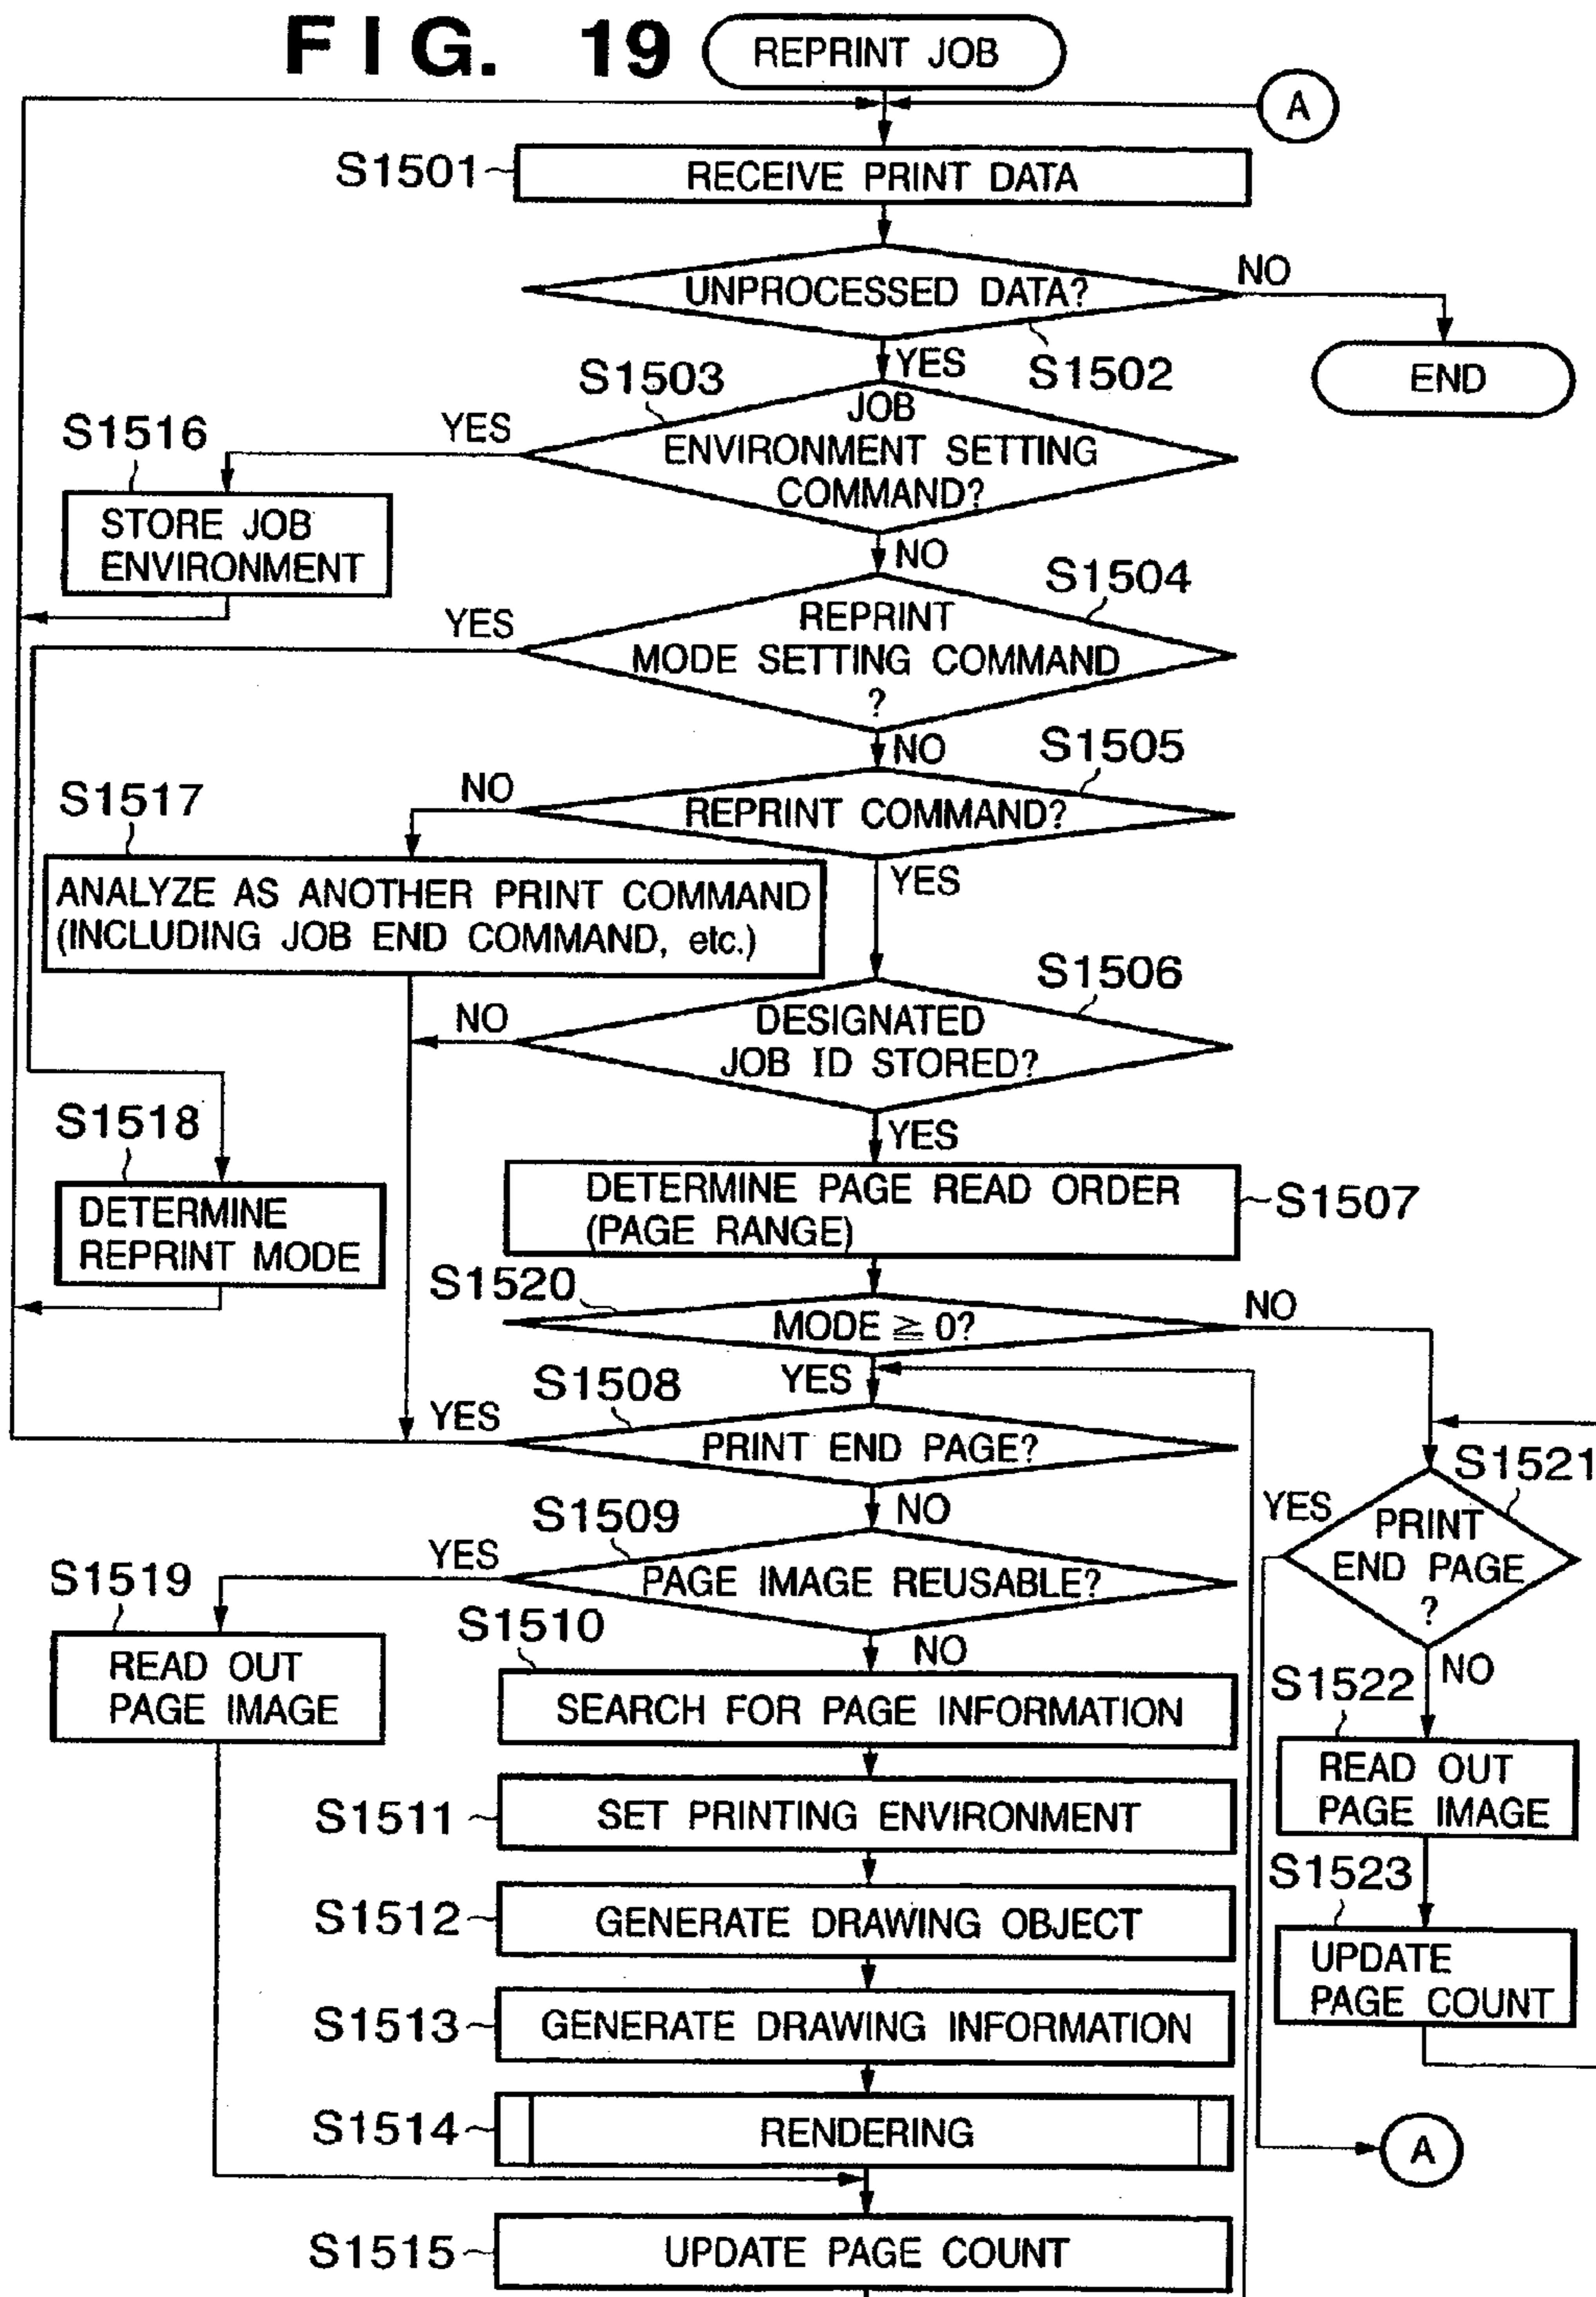 FIG. 19
REPRINT JOB
A
S1501
RECEIVE PRINT DATA
UNPROCESSED DATA?
NO
S1502
YES
END
S1503
JOB
ENVIRONMENT SETTING
COMMAND?
YES
S1516
STORE JOB
ENVIRONMENT
NO
S1504
REPRINT
MODE SETTING COMMAND
?
YES
NO
S1505
REPRINT COMMAND?
NO
S1517
ANALYZE AS ANOTHER PRINT COMMAND
(INCLUDING JOB END COMMAND, etc.)
YES
S1506
DESIGNATED
JOB ID STORED?
NO
YES
S1518
DETERMINE
REPRINT MODE
DETERMINE PAGE READ ORDER
(PAGE RANGE)
S1507
S1520
MODE ≧ 0?
NO
YES
S1508
PRINT END PAGE?
YES
NO
S1521
PRINT
END PAGE
?
YES
NO
S1509
PAGE IMAGE REUSABLE?
YES
S1519
READ OUT
PAGE IMAGE
NO
S1510
SEARCH FOR PAGE INFORMATION
S1522
READ OUT
PAGE IMAGE
S1511
SET PRINTING ENVIRONMENT
S1523
UPDATE
PAGE COUNT
S1512
GENERATE DRAWING OBJECT
S1513
GENERATE DRAWING INFORMATION
S1514
RENDERING
A
S1515
UPDATE PAGE COUNT